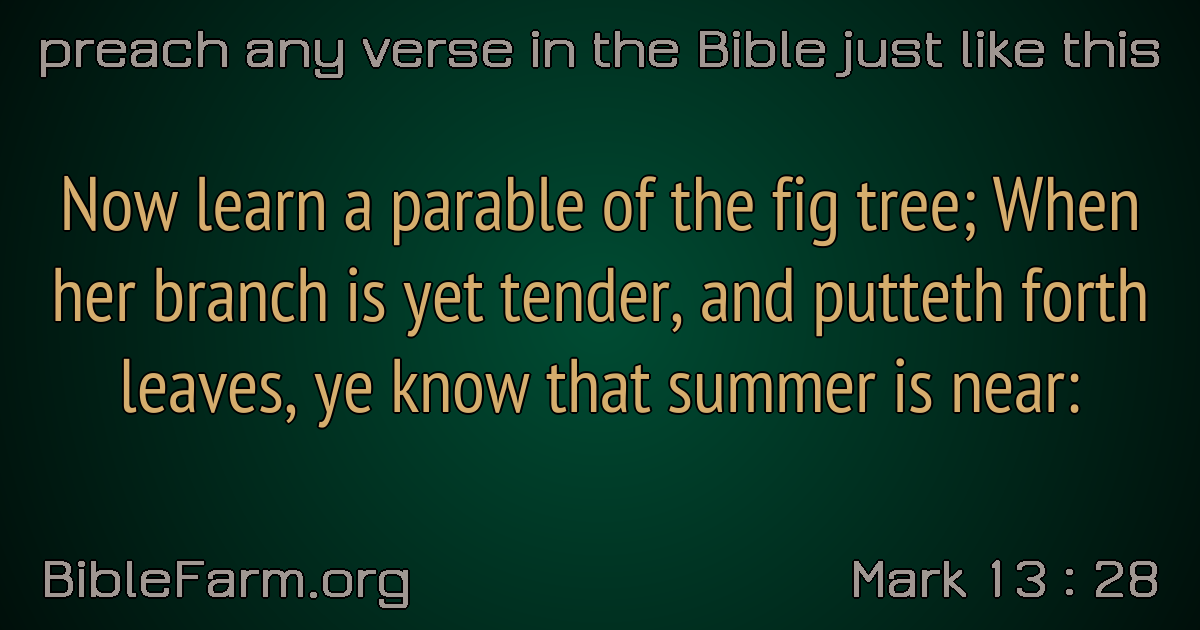 preach any verse in the Bible just like this
Now learn a parable of the fig tree; When
her branch is yet tender, and putteth forth
leaves, ye know that summer is near:
BibleFarm.org
Mark 13 : 28